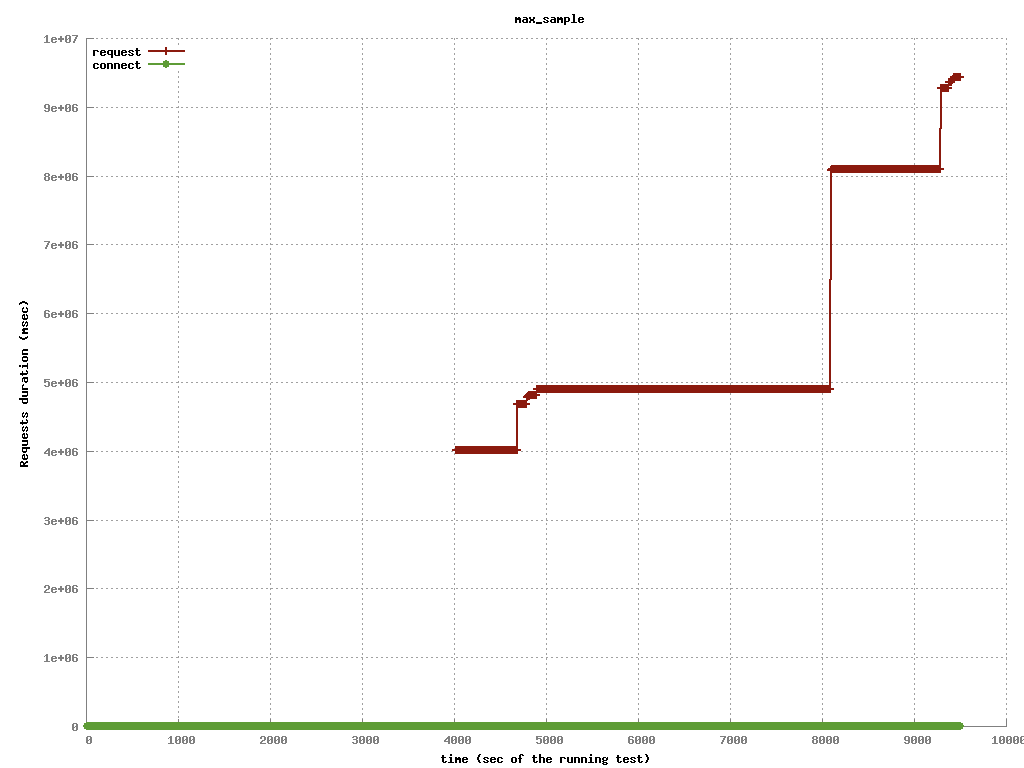 max_sample
request
connect
1e+07
9e+06
8e+06
7e+06
6e+06
5e+06
4e+06
3e+06
2e+06
1e+06
0
Requests duration (msec)
0 1000 2000 3000 4000 5000 6000 7000 8000 9000 10000
time (sec of the running test)